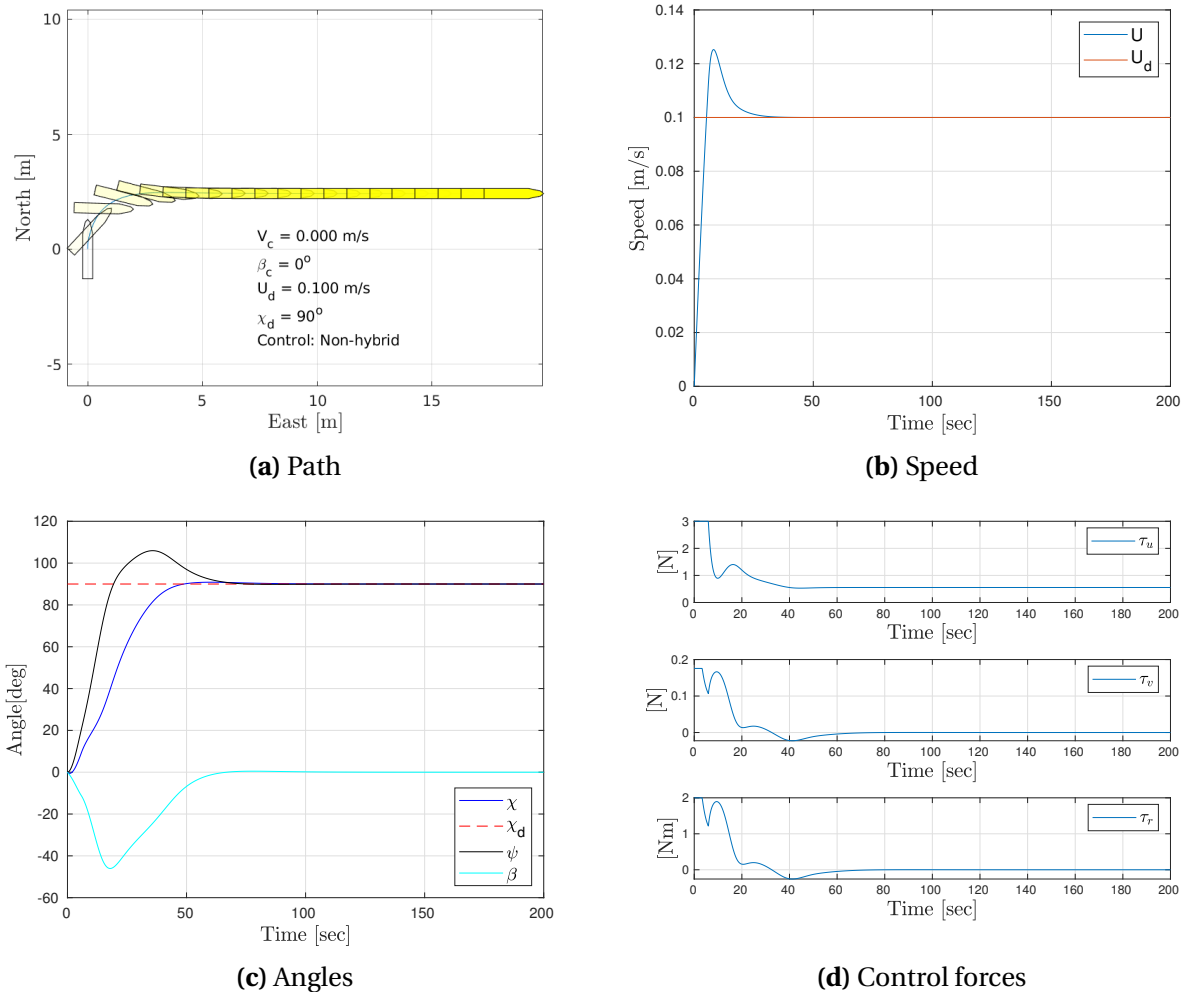 10
5
0
-5
North [m]
V_c = 0.000 m/s
β_c = 0°
U_d = 0.100 m/s
χ_d = 90°
Control: Non-hybrid
0 5 10 15
East [m]
(a) Path
0.14
0.12
0.1
0.08
0.06
0.04
0.02
0
Speed [m/s]
U
U_d
0 50 100 150 200
Time [sec]
(b) Speed
120
100
80
60
40
20
0
-20
-40
-60
Angle[deg]
χ
χ_d
ψ
β
0 50 100 150 200
Time [sec]
(c) Angles
3
2
1
0
[N]
τ_u
0 20 40 60 80 100 120 140 160 180 200
Time [sec]
0.2
0.1
0
[N]
τ_v
0 20 40 60 80 100 120 140 160 180 200
Time [sec]
2
1
0
[Nm]
τ_r
0 20 40 60 80 100 120 140 160 180 200
Time [sec]
(d) Control forces